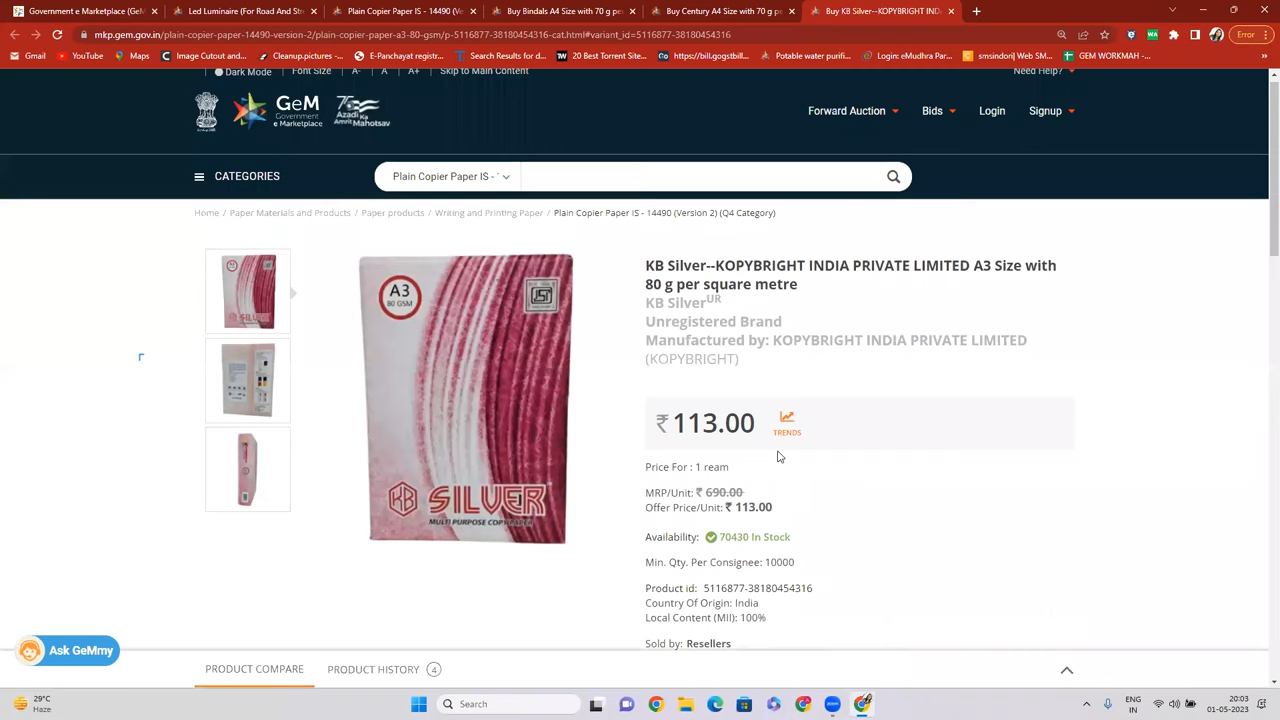 Government e M
Led Luminaire (For Road And St
Plain Copier Paper IS - 14490 (Ve
Buy Bindals A4 Size with 70 g per
Buy Plain Copier Paper A4 70 g p
Buy KB Silver--KOPYBRIGHT IND
mkp.gem.gov.in/plain-copier-paper-14490-version-2/plain-copier-paper-a3-80-gsm/p-5116877-38180454316-cat.html#variant_id=5116877-38180454316
Error
Gmail
YouTube
Maps
Image Cutout and...
Cleanup.pictures -...
E-Panchayat GeM...
Search Results for...
20 Best Torrent Site...
https://bill.gogstbill...
Potable water purifi...
Login: eMudhra Par...
smsindori| Web SM...
GEM WORKMAH -...
Dark Mode
Font Size
A-
A
A+
Skip to Main Content
Need Help?
GeM
Government
e Marketplace
75
Azadi Ka
Amrit Mahotsav
Forward Auction
Bids
Login
Signup
CATEGORIES
Plain Copier Paper IS -
Home / Paper Materials and Products / Paper products / Writing and Printing Paper / Plain Copier Paper IS - 14490 (Version 2) (Q4 Category)
A3
80 GSM
KB SILVER
MULTI PURPOSE COPY PAPER
KB Silver--KOPYBRIGHT INDIA PRIVATE LIMITED A3 Size with
80 g per square metre
KB SilverUR
Unregistered Brand
Manufactured by: KOPYBRIGHT INDIA PRIVATE LIMITED
(KOPYBRIGHT)
₹ 113.00
TRENDS
Price For : 1 ream
MRP/Unit: ₹ 690.00
Offer Price/Unit: ₹ 113.00
Availability: 70430 In Stock
Min. Qty. Per Consignee: 10000
Product id: 5116877-38180454316
Country Of Origin: India
Local Content (MII): 100%
Sold by: Resellers
Ask GeMmy
PRODUCT COMPARE
PRODUCT HISTORY 4
29°C
Haze
Search
ENG
IN
20:03
01-05-2023